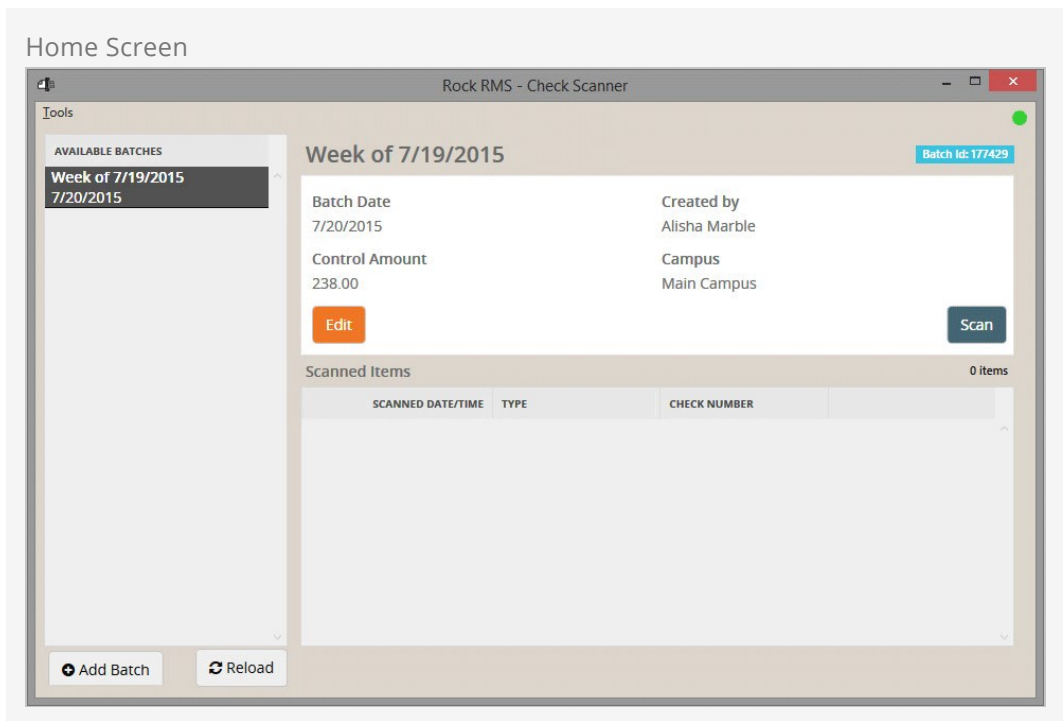 Home Screen
Rock RMS - Check Scanner
Tools
AVAILABLE BATCHES
Week of 7/19/2015
7/20/2015
Week of 7/19/2015
Batch Id: 177429
Batch Date
7/20/2015
Created by
Alisha Marble
Control Amount
238.00
Campus
Main Campus
Edit
Scan
Scanned Items
0 items
SCANNED DATE/TIME TYPE CHECK NUMBER
Add Batch
Reload